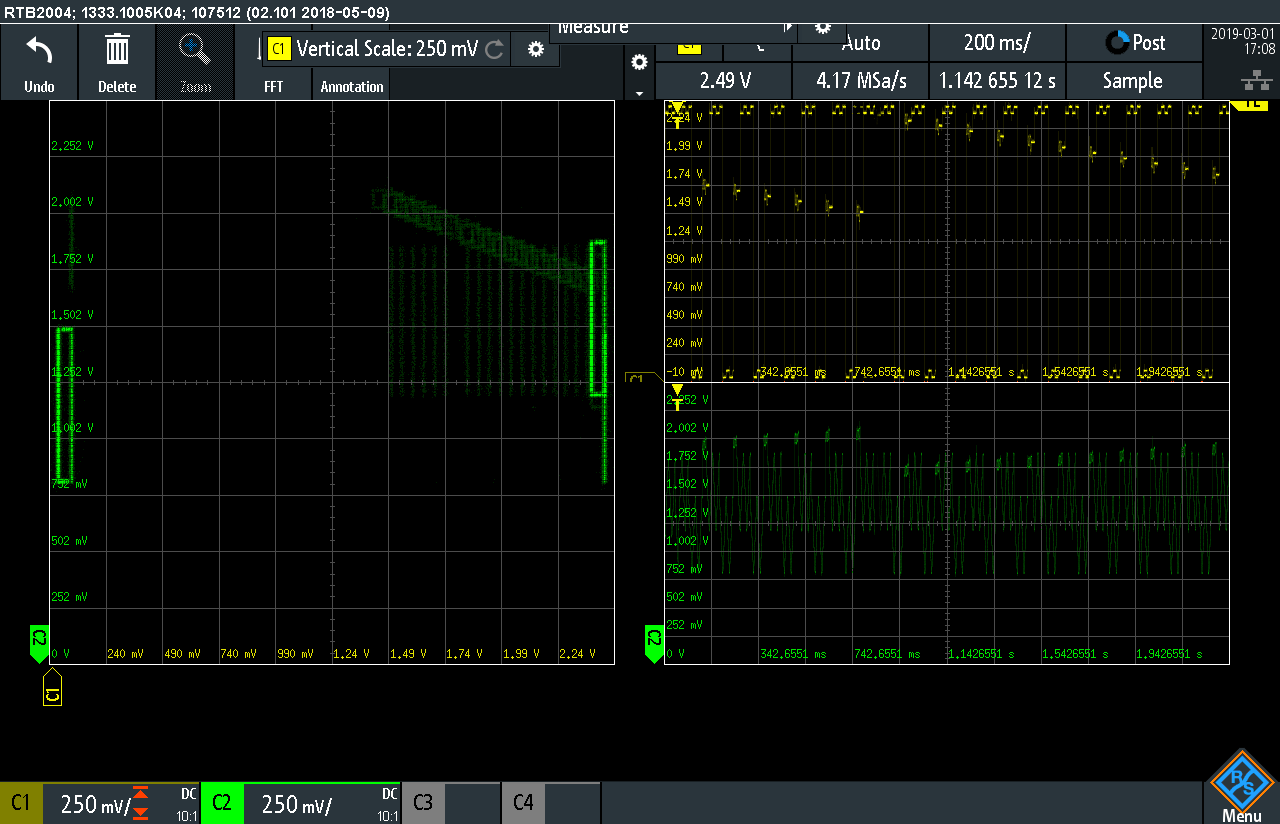 RTB2004; 1333.1005K04; 107512 (02.101 2018-05-09)
Undo
Delete
Zoom
FFT
Annotation
C1 Vertical Scale: 250 mV
Measure
Auto
200 ms/
Post
2019-03-01
17:08
2.49 V
4.17 MSa/s
1.142 655 12 s
Sample
2.252 V
2.002 V
1.752 V
1.502 V
1.252 V
1.002 V
752 mV
502 mV
252 mV
0 V
240 mV
490 mV
740 mV
990 mV
1.24 V
1.49 V
1.74 V
1.99 V
2.24 V
C2
C1
C1
2.24 V
1.99 V
1.74 V
1.49 V
1.24 V
990 mV
740 mV
490 mV
240 mV
-10 mV
342.6551 ms
742.6551 ms
1.1426551 s
1.5426551 s
1.9426551 s
2.252 V
2.002 V
1.752 V
1.502 V
1.252 V
1.002 V
752 mV
502 mV
252 mV
0 V
342.6551 ms
742.6551 ms
1.1426551 s
1.5426551 s
1.9426551 s
C2
TL
C1
250 mV/
DC
10:1
C2
250 mV/
DC
10:1
C3
C4
R S
Menu